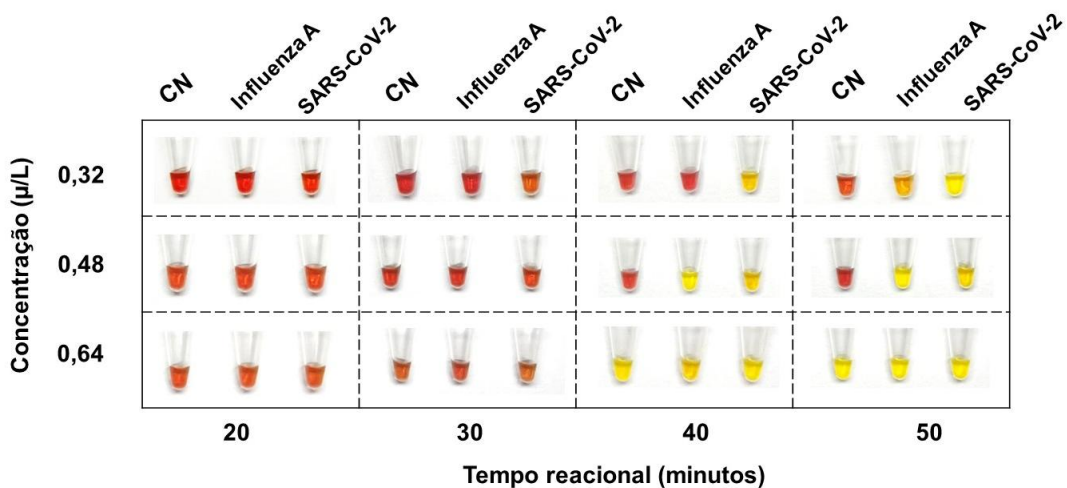 CN Influenza A SARS-CoV-2 CN Influenza A SARS-CoV-2 CN Influenza A SARS-CoV-2 CN Influenza A SARS-CoV-2
Concentração (µ/L)
0,32
0,48
0,64
20 30 40 50
Tempo reacional (minutos)